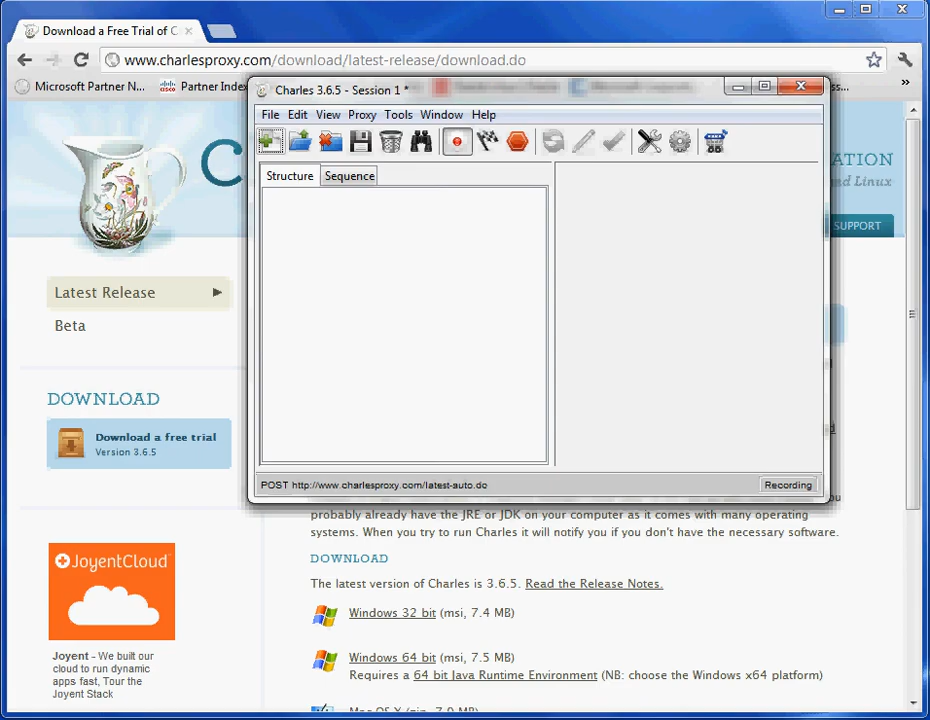 Download a Free Trial of C
www.charlesproxy.com/download/latest-release/download.do
Microsoft Partner N...
Partner Index
»
Charles 3.6.5 - Session 1 *
File Edit View Proxy Tools Window Help
Structure
Sequence
POST http://www.charlesproxy.com/latest-auto.do
Recording
C
ATION
nd Linux
SUPPORT
Latest Release
Beta
DOWNLOAD
Download a free trial
Version 3.6.5
JoyentCloud
Joyent - We built our
cloud to run dynamic
apps fast, Tour the
Joyent Stack
probably already have the JRE or JDK on your computer as it comes with many operating
systems. When you try to run Charles it will notify you if you don't have the necessary software.
DOWNLOAD
The latest version of Charles is 3.6.5. Read the Release Notes.
Windows 32 bit (msi, 7.4 MB)
Windows 64 bit (msi, 7.5 MB)
Requires a 64 bit Java Runtime Environment (NB: choose the Windows x64 platform)
Mac OS X (zip, 7.0 MB)